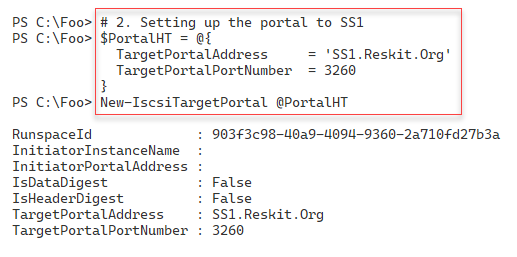 PS C:\Foo> # 2. Setting up the portal to SS1
PS C:\Foo> $PortalHT = @{
  TargetPortalAddress     = 'SS1.Reskit.Org'
  TargetPortalPortNumber  = 3260
}
PS C:\Foo> New-IscsiTargetPortal @PortalHT

RunspaceId             : 903f3c98-40a9-4094-9360-2a710fd27b3a
InitiatorInstanceName  :
InitiatorPortalAddress :
IsDataDigest           : False
IsHeaderDigest         : False
TargetPortalAddress    : SS1.Reskit.Org
TargetPortalPortNumber : 3260